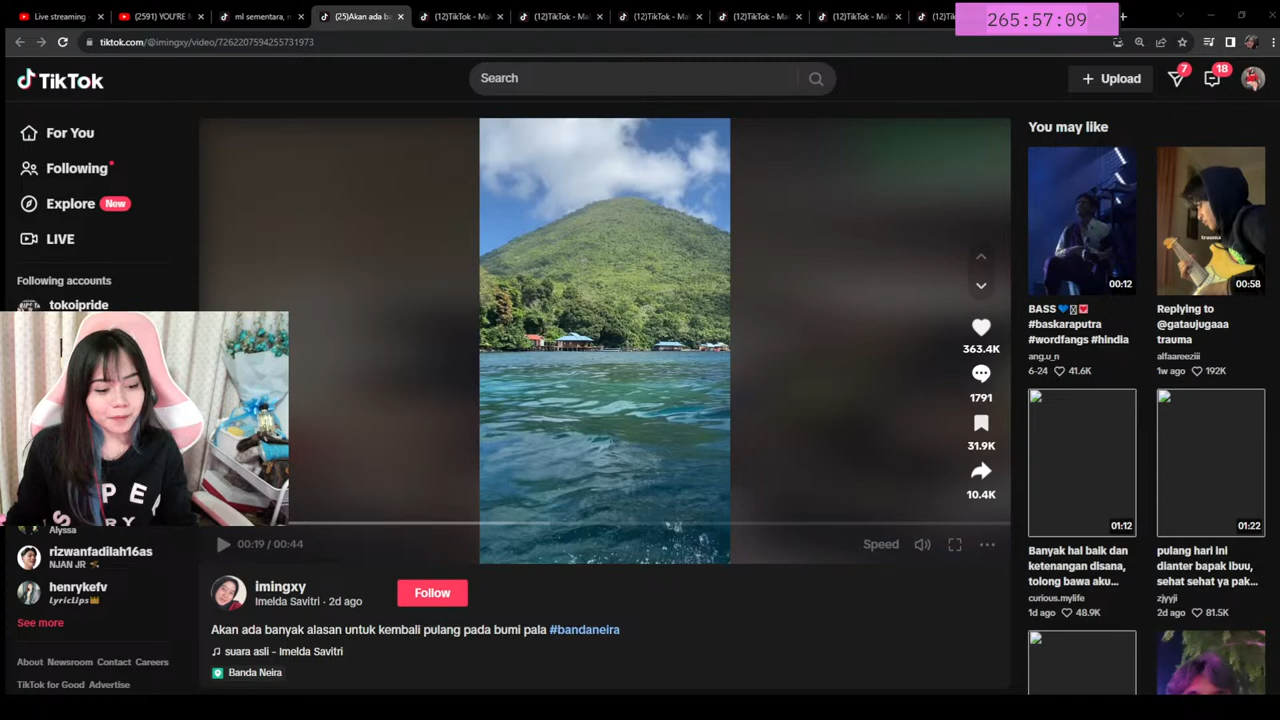 Live streaming
(2591) YOU'RE M
ml sementara, n
(25)Akan ada ba
(12)TikTok - Ma
(12)TikTok - Ma
(12)TikTok - Ma
(12)TikTok - Ma
(12)TikTok - Ma
(12)TikT
265:57:09
tiktok.com/@imingxy/video/7262207594255731973
TikTok
Search
Upload
7
18
For You
Following
Explore New
LIVE
Following accounts
tokoipride
Alyssa
rizwanfadilah16as
NJAN JR
henrykefv
LyricLips
See more
About Newsroom Contact Careers
TikTok for Good Advertise
363.4K
1791
31.9K
10.4K
00:19 / 00:44
Speed
imingxy
Imelda Savitri · 2d ago
Follow
Akan ada banyak alasan untuk kembali pulang pada bumi pala #bandaneira
suara asli - Imelda Savitri
Banda Neira
You may like
00:12
BASS
#baskaraputra
#wordfangs #hindia
ang.u_n
6-24 41.6K
trauma
00:58
Replying to
@gataujugaaa
trauma
alfaareeziii
1w ago 192K
01:12
Banyak hal baik dan
ketenangan disana,
tolong bawa aku...
curious.mylife
1d ago 48.9K
01:22
pulang hari ini
dianter bapak ibuu,
sehat sehat ya pak...
zjyyji
2d ago 81.5K